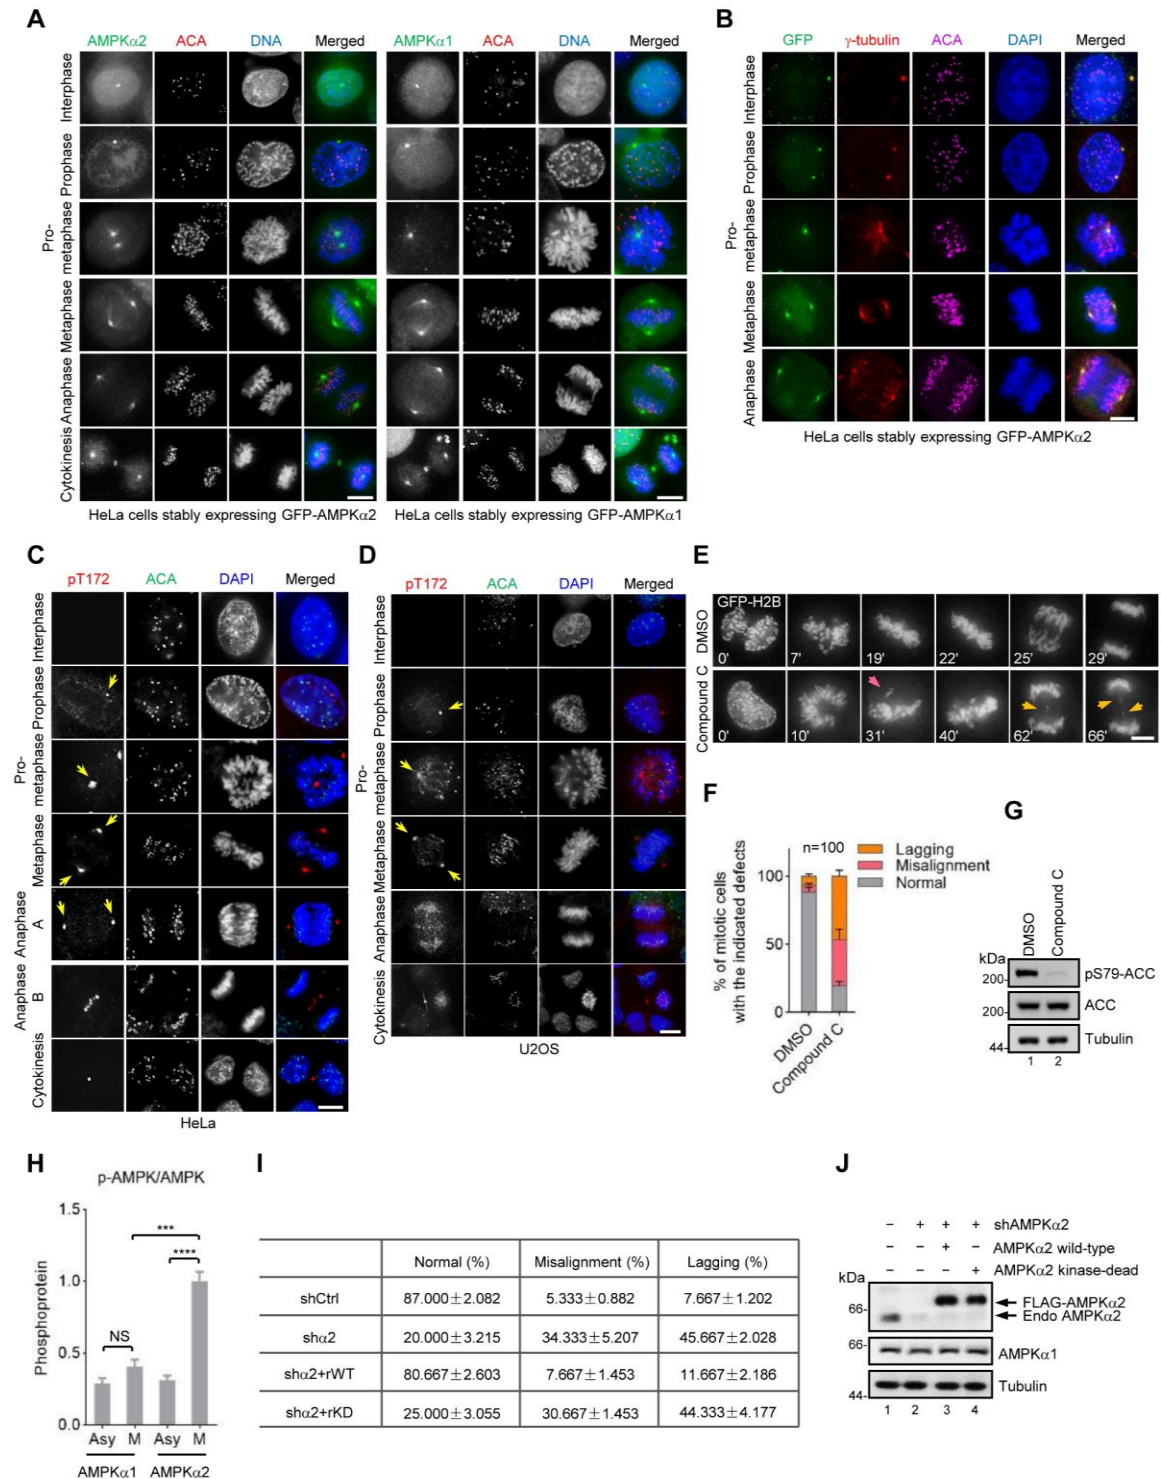 A
AMPKα2 ACA DNA Merged AMPKα1 ACA DNA Merged
Interphase
Prophase
Pro-
metaphase
Metaphase
Anaphase
Cytokinesis
HeLa cells stably expressing GFP-AMPKα2 HeLa cells stably expressing GFP-AMPKα1
B
GFP γ-tubulin ACA DAPI Merged
Interphase
Prophase
Pro-
metaphase
Metaphase
Anaphase
HeLa cells stably expressing GFP-AMPKα2
C
pT172 ACA DAPI Merged
Interphase
Prophase
Pro-
metaphase
Metaphase
Anaphase
A
Anaphase
B
Cytokinesis
HeLa
D
pT172 ACA DAPI Merged
Interphase
Prophase
Pro-
metaphase
Metaphase
Anaphase
Cytokinesis
U2OS
E
DMSO
GFP-H2B
0' 7' 19' 22' 25' 29'
Compound C
0' 10' 31' 40' 62' 66'
F
n=100
Lagging
Misalignment
Normal
% of mitotic cells
with the indicated defects
100
50
0
DMSO
Compound C
G
DMSO
Compound C
kDa
200- pS79-ACC
200- ACC
44- Tubulin
1 2
H
p-AMPK/AMPK
Phosphoprotein
1.5
1.0
0.5
0.0
***
****
NS
Asy M Asy M
AMPKα1 AMPKα2
I
Normal (%) Misalignment (%) Lagging (%)
shCtrl 87.000±2.082 5.333±0.882 7.667±1.202
shα2 20.000±3.215 34.333±5.207 45.667±2.028
shα2+rWT 80.667±2.603 7.667±1.453 11.667±2.186
shα2+rKD 25.000±3.055 30.667±1.453 44.333±4.177
J
− + + + shAMPKα2
− − + − AMPKα2 wild-type
− − − + AMPKα2 kinase-dead
kDa
66- FLAG-AMPKα2
Endo AMPKα2
66- AMPKα1
44- Tubulin
1 2 3 4